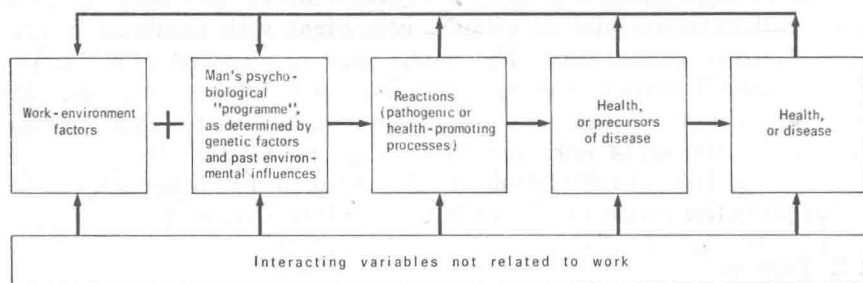 Work-environment
factors
+
Man's psycho-
biological
"programme",
as determined by
genetic factors
and past environ-
mental influences
Reactions
(pathogenic or
health-promoting
processes)
Health,
or precursors
of disease
Health,
or disease
Interacting variables not related to work